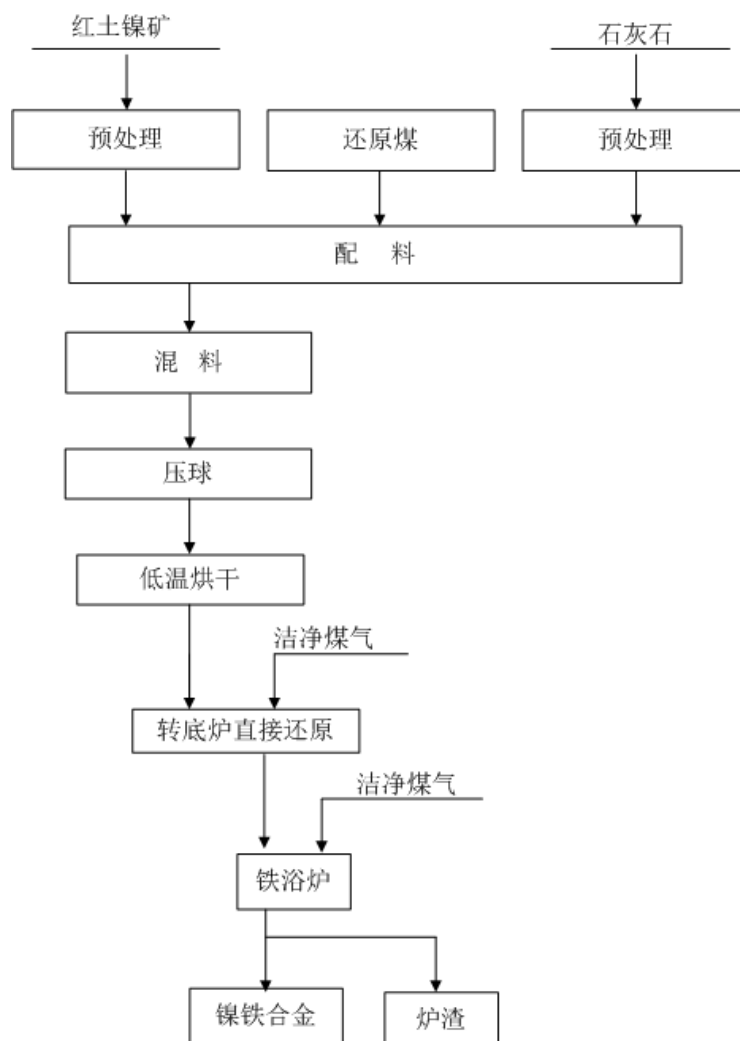 红土镍矿
石灰石
预处理
还原煤
预处理
配 料
混 料
压球
低温烘干
洁净煤气
转底炉直接还原
洁净煤气
铁浴炉
镍铁合金
炉渣